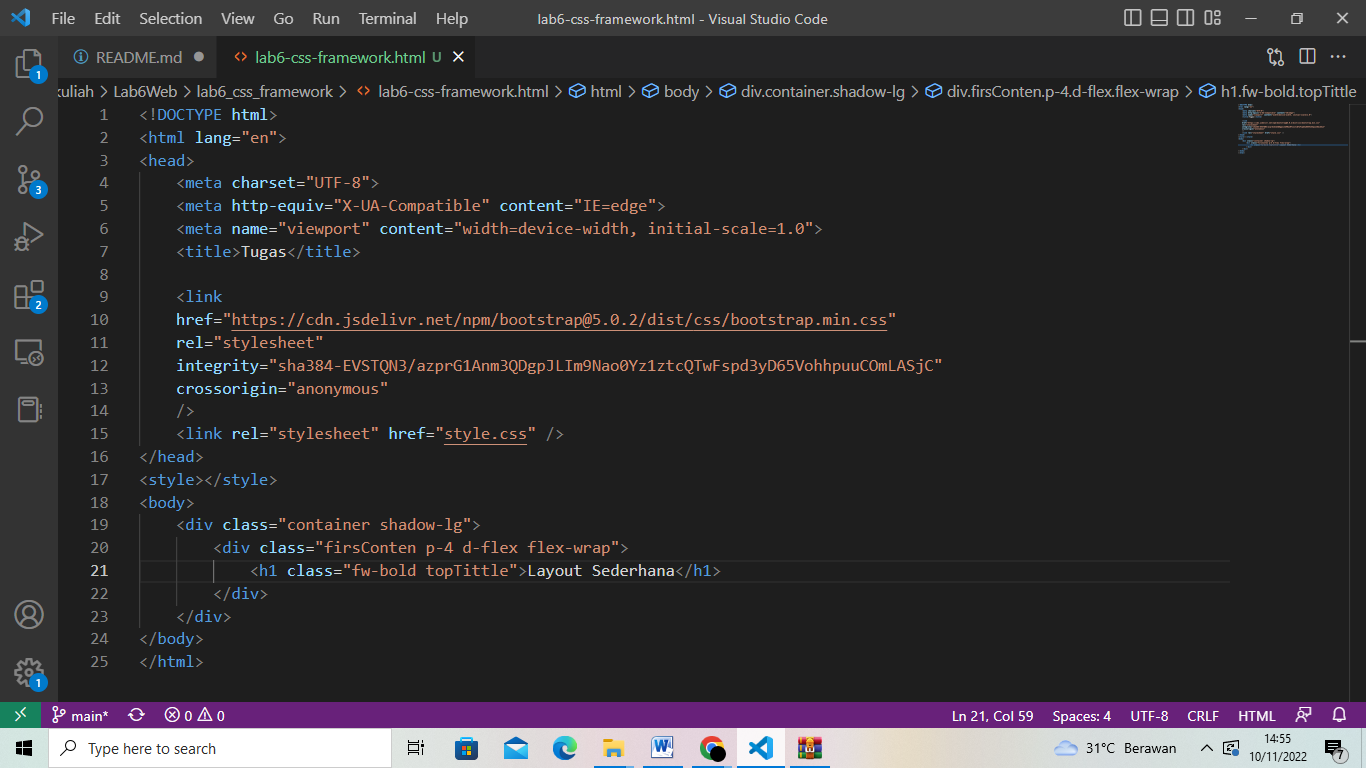 File Edit Selection View Go Run Terminal Help lab6-css-framework.html - Visual Studio Code
README.md lab6-css-framework.html U
kuliah > Lab6Web > lab6_css_framework > lab6-css-framework.html > html > body > div.container.shadow-lg > div.firsConten.p-4.d-flex.flex-wrap > h1.fw-bold.topTittle
1 <!DOCTYPE html>
2 <html lang="en">
3 <head>
4 <meta charset="UTF-8">
5 <meta http-equiv="X-UA-Compatible" content="IE=edge">
6 <meta name="viewport" content="width=device-width, initial-scale=1.0">
7 <title>Tugas</title>
8
9 <link
10 href="https://cdn.jsdelivr.net/npm/bootstrap@5.0.2/dist/css/bootstrap.min.css"
11 rel="stylesheet"
12 integrity="sha384-EVSTQN3/azprG1Anm3QDgpJLIm9Nao0Yz1ztcQTwFspd3yD65VohhpuuCOmLASjC"
13 crossorigin="anonymous"
14 />
15 <link rel="stylesheet" href="style.css" />
16 </head>
17 <style></style>
18 <body>
19 <div class="container shadow-lg">
20 <div class="firsConten p-4 d-flex flex-wrap">
21 <h1 class="fw-bold topTittle">Layout Sederhana</h1>
22 </div>
23 </div>
24 </body>
25 </html>
1
3
2
1
main* 0 0 Ln 21, Col 59 Spaces: 4 UTF-8 CRLF HTML
Type here to search 31°C Berawan 14:55
10/11/2022 7